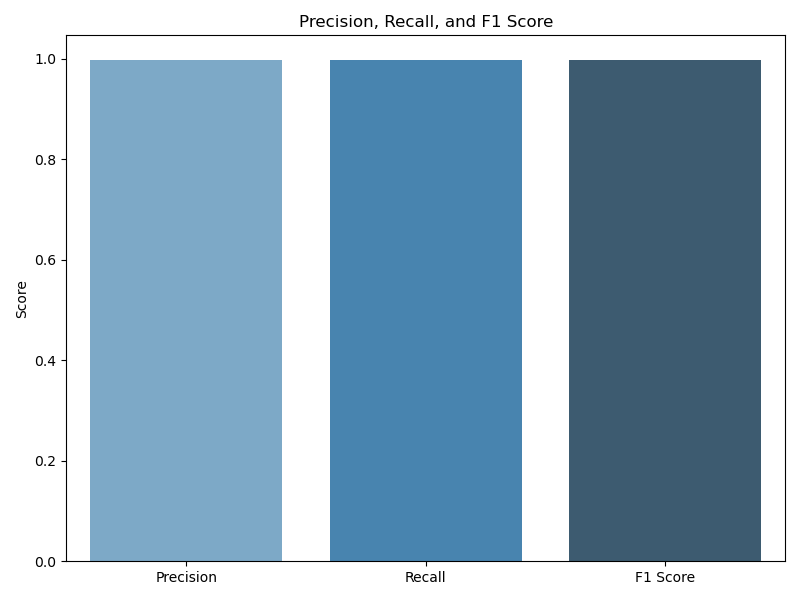 Precision, Recall, and F1 Score
Score
1.0
0.8
0.6
0.4
0.2
0.0
Precision
Recall
F1 Score